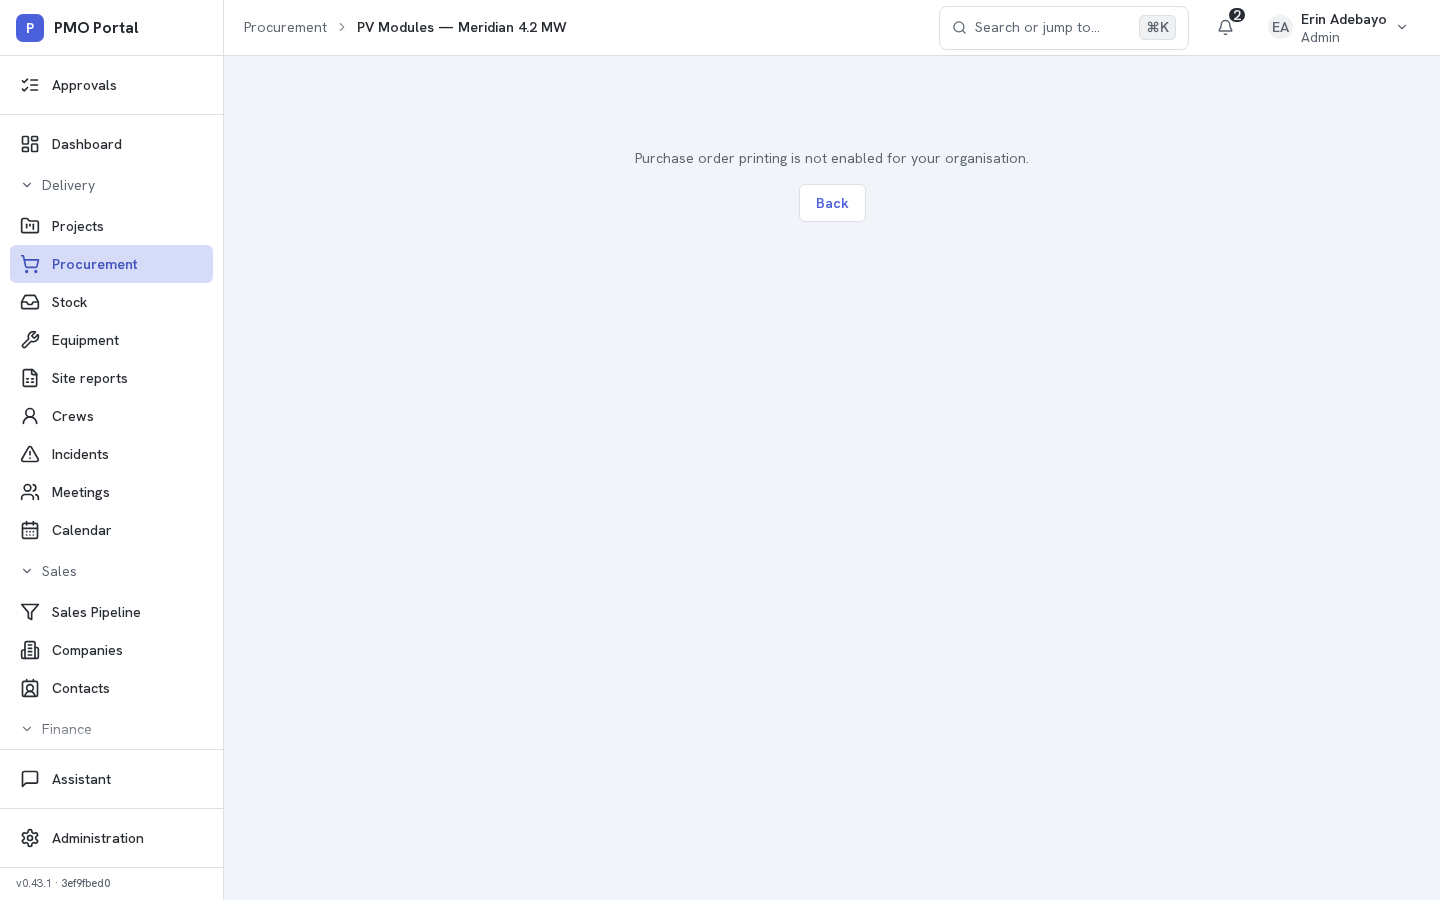 P PMO Portal
Procurement > PV Modules — Meridian 4.2 MW
Search or jump to... ⌘K
2
EA
Erin Adebayo
Admin
Approvals
Dashboard
Delivery
Projects
Procurement
Stock
Equipment
Site reports
Crews
Incidents
Meetings
Calendar
Sales
Sales Pipeline
Companies
Contacts
Finance
Assistant
Administration
v0.43.1 · 3ef9fbed0
Purchase order printing is not enabled for your organisation.
Back